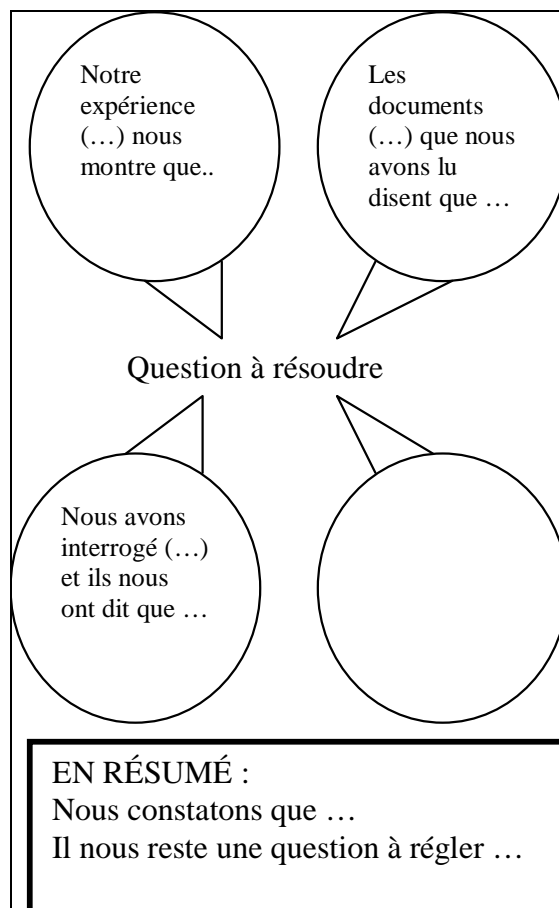 Notre
expérience
(…) nous
montre que..
Les
documents
(…) que nous
avons lu
disent que …
Question à résoudre
Nous avons
interrogé (…)
et ils nous
ont dit que …
EN RÉSUMÉ :
Nous constatons que …
Il nous reste une question à régler …